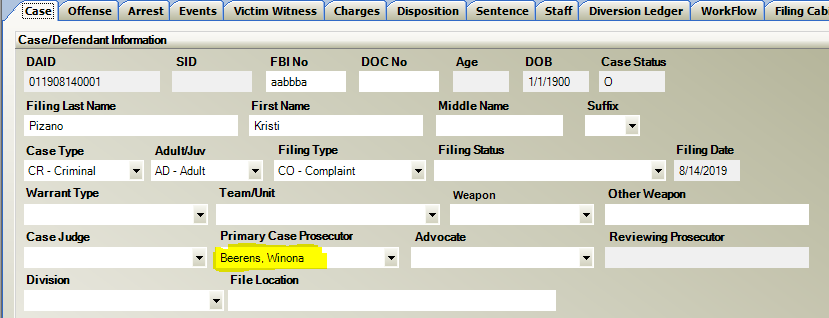 Case Offense Arrest Events Victim Witness Charges Disposition Sentence Staff Diversion Ledger WorkFlow Filing Cabi
Case/Defendant Information
DAID SID FBI No DOC No Age DOB Case Status
011908140001 aabbba 1/1/1900 O
Filing Last Name First Name Middle Name Suffix
Pizano Kristi
Case Type Adult/Juv Filing Type Filing Status Filing Date
CR - Criminal AD - Adult CO - Complaint 8/14/2019
Warrant Type Team/Unit Weapon Other Weapon
Case Judge Primary Case Prosecutor Advocate Reviewing Prosecutor
Beerens, Winona
Division File Location